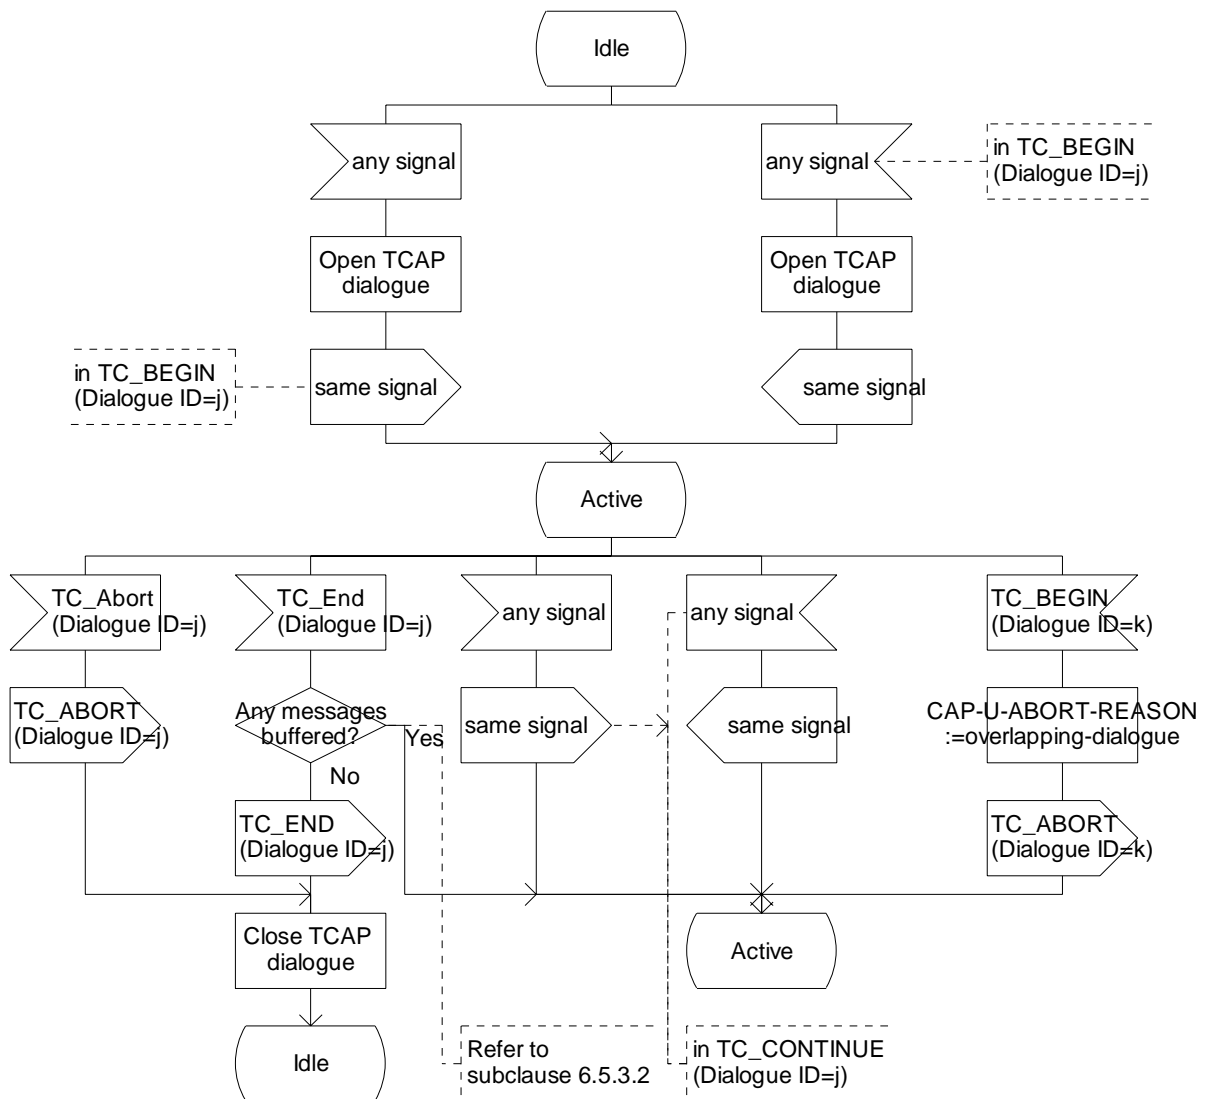 Idle
any signal
any signal
in TC_BEGIN
(Dialogue ID=j)
Open TCAP
dialogue
Open TCAP
dialogue
in TC_BEGIN
(Dialogue ID=j)
same signal
same signal
Active
TC_Abort
(Dialogue ID=j)
TC_End
(Dialogue ID=j)
any signal
any signal
TC_BEGIN
(Dialogue ID=k)
TC_ABORT
(Dialogue ID=j)
Any messages
buffered?
Yes
No
same signal
same signal
CAP-U-ABORT-REASON
:=overlapping-dialogue
TC_END
(Dialogue ID=j)
TC_ABORT
(Dialogue ID=k)
Close TCAP
dialogue
Active
Idle
Refer to
subclause 6.5.3.2
in TC_CONTINUE
(Dialogue ID=j)